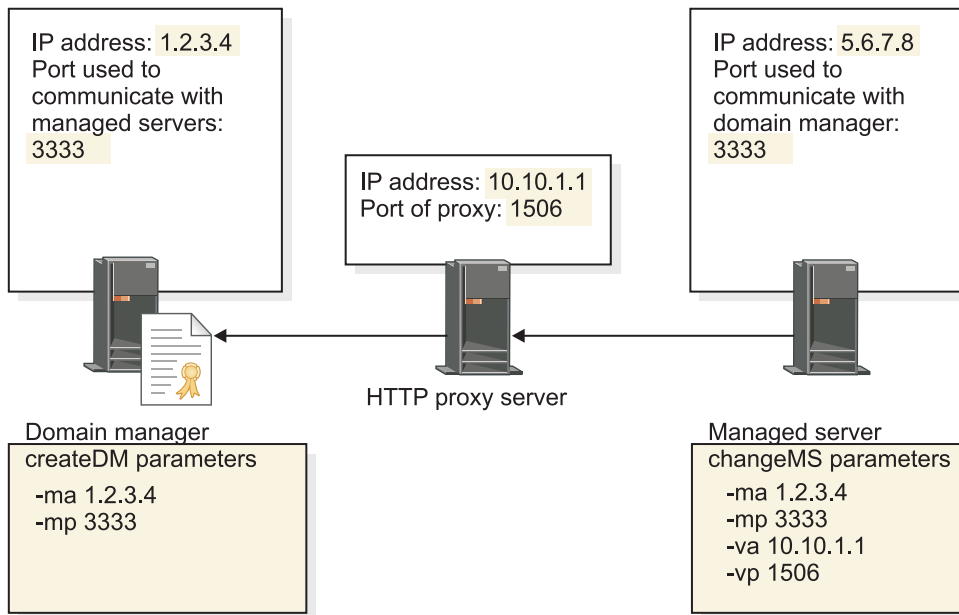 IP address: 1.2.3.4
Port used to
communicate with
managed servers:
3333
IP address: 10.10.1.1
Port of proxy: 1506
IP address: 5.6.7.8
Port used to
communicate with
domain manager:
3333
HTTP proxy server
Domain manager
createDM parameters
-ma 1.2.3.4
-mp 3333
Managed server
changeMS parameters
-ma 1.2.3.4
-mp 3333
-va 10.10.1.1
-vp 1506